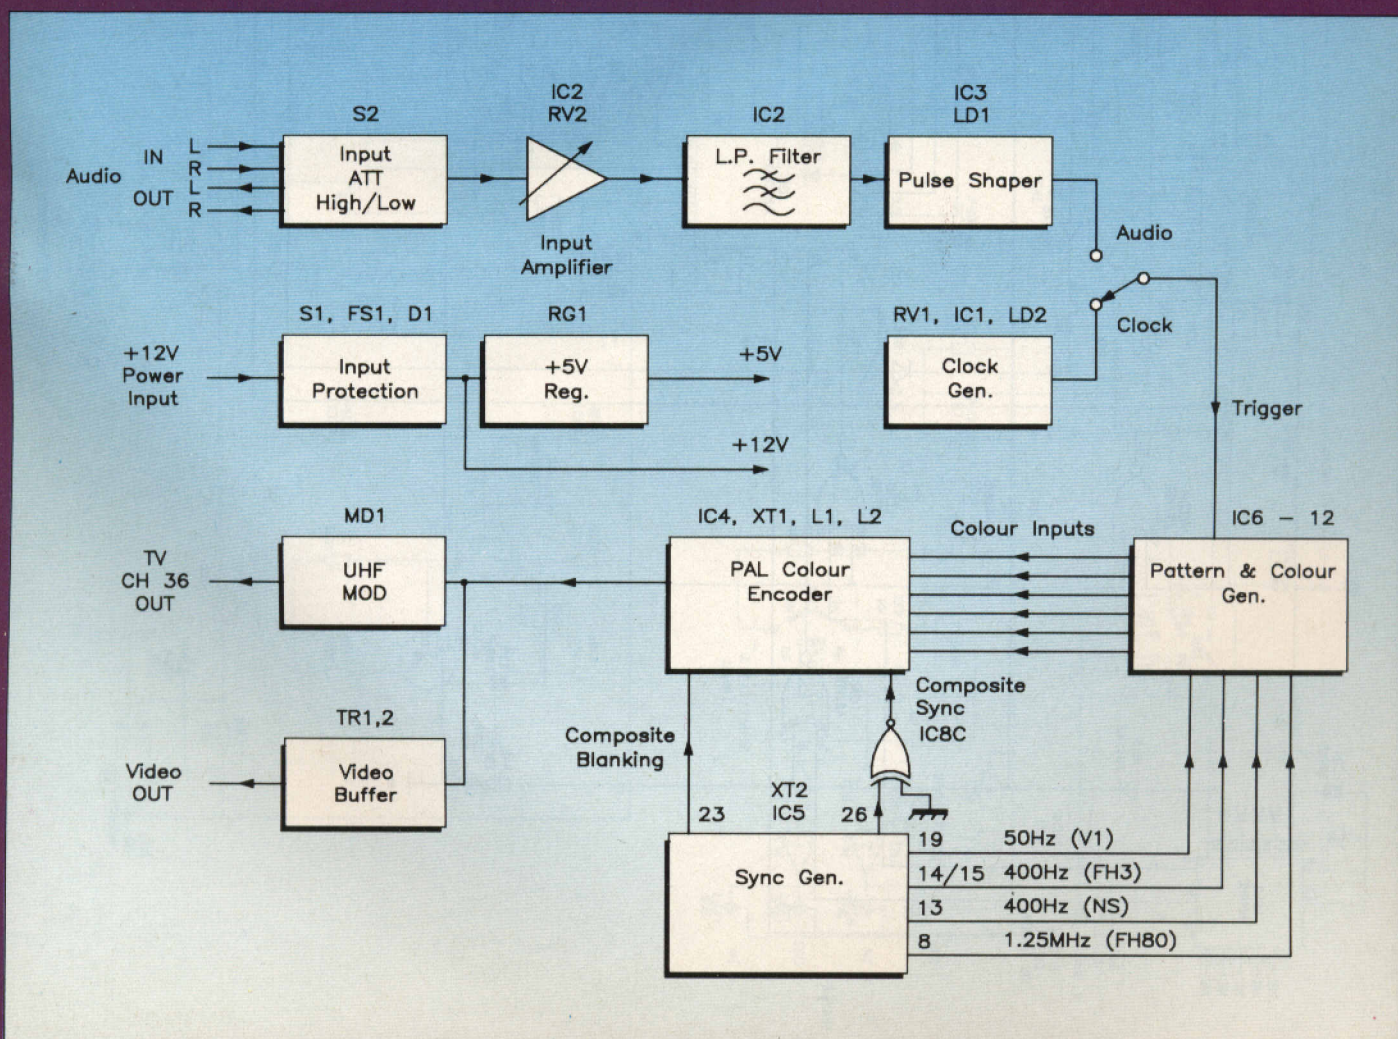 S2
IC2
RV2
IC2
IC3
LD1
Audio
IN
OUT
L
R
L
R
Input
ATT
High/Low
Input
Amplifier
L.P. Filter
Pulse Shaper
Audio
Clock
Trigger
S1, FS1, D1
RG1
RV1, IC1, LD2
+12V
Power
Input
Input
Protection
+5V
Reg.
+5V
+12V
Clock
Gen.
MD1
IC4, XT1, L1, L2
Colour Inputs
IC6 - 12
TV
CH 36
OUT
UHF
MOD
PAL Colour
Encoder
Pattern & Colour
Gen.
Composite
Sync
IC8C
TR1,2
Composite
Blanking
Video
OUT
Video
Buffer
XT2
IC5
23
26
Sync Gen.
19 50Hz (V1)
14/15 400Hz (FH3)
13 400Hz (NS)
8 1.25MHz (FH80)